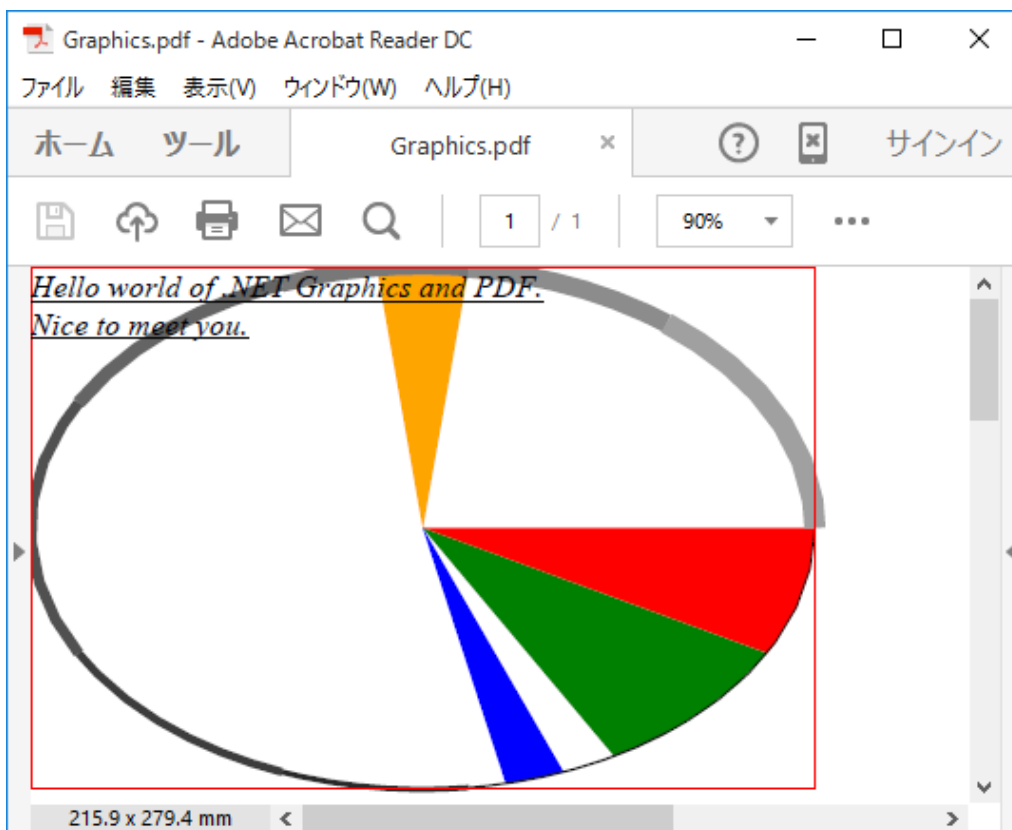 Graphics.pdf - Adobe Acrobat Reader DC
ファイル 編集 表示(V) ウィンドウ(W) ヘルプ(H)
ホーム ツール Graphics.pdf サインイン
1 / 1 90%
Hello world of .NET Graphics and PDF.
Nice to meet you.
215.9 x 279.4 mm